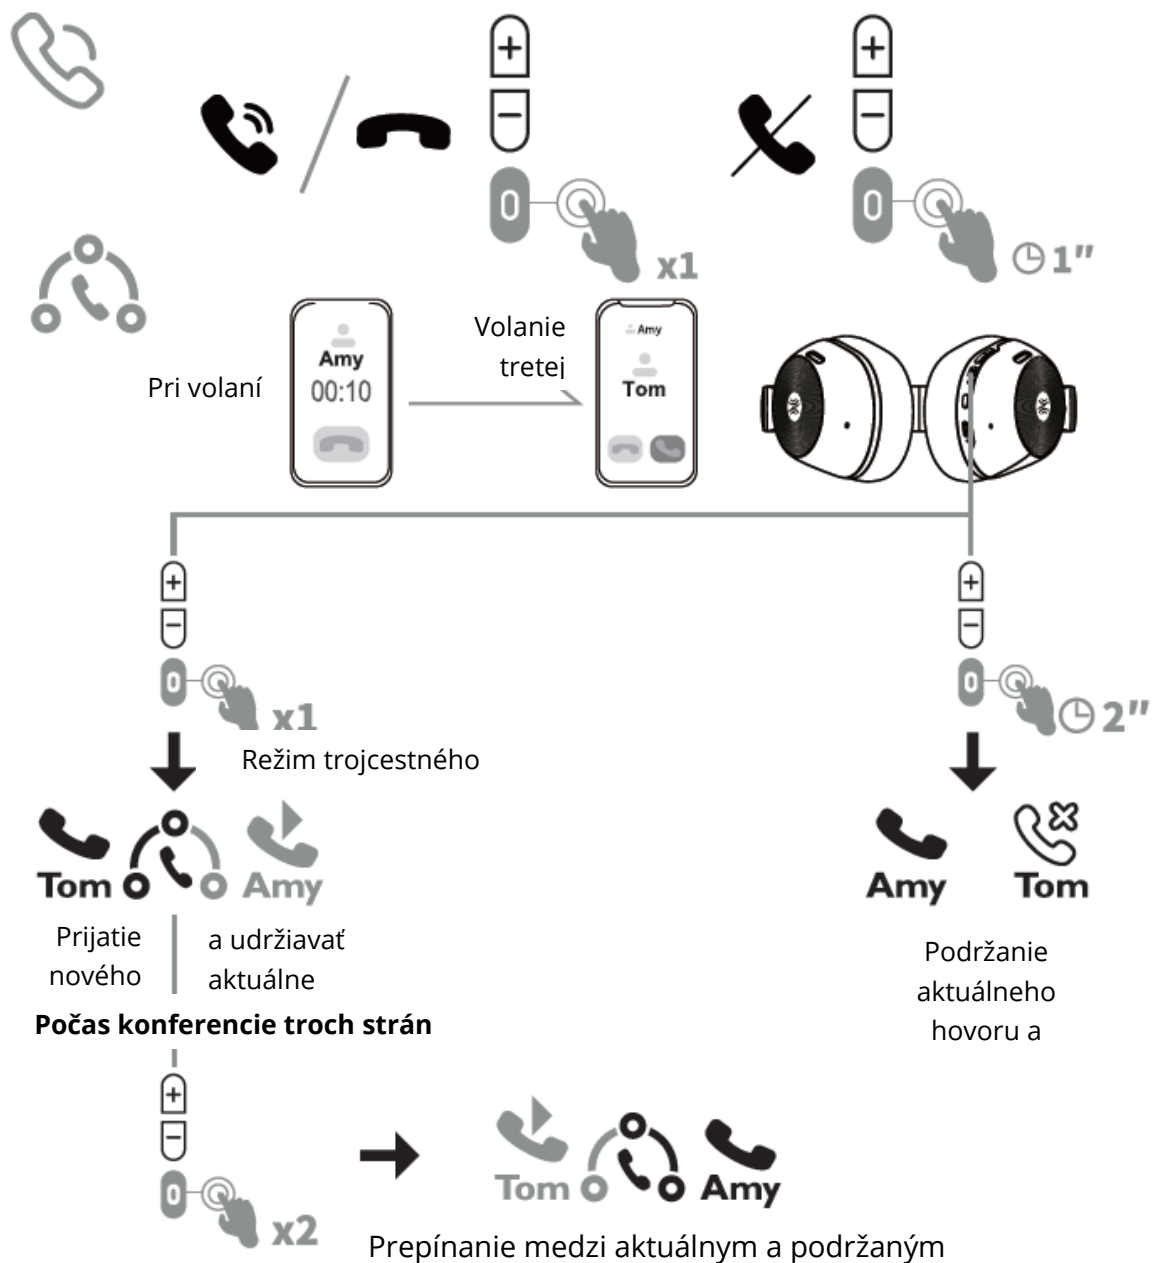 x1
1"
Pri volaní
Amy
00:10
Volanie
tretej
Amy
Tom
x1
2"
Režim trojcestného
Tom
Amy
Amy
Tom
Prijatie
nového
a udržiavať
aktuálne
Podržanie
aktuálneho
hovoru a
Počas konferencie troch strán
x2
Tom
Amy
Prepínanie medzi aktuálnym a podržaným